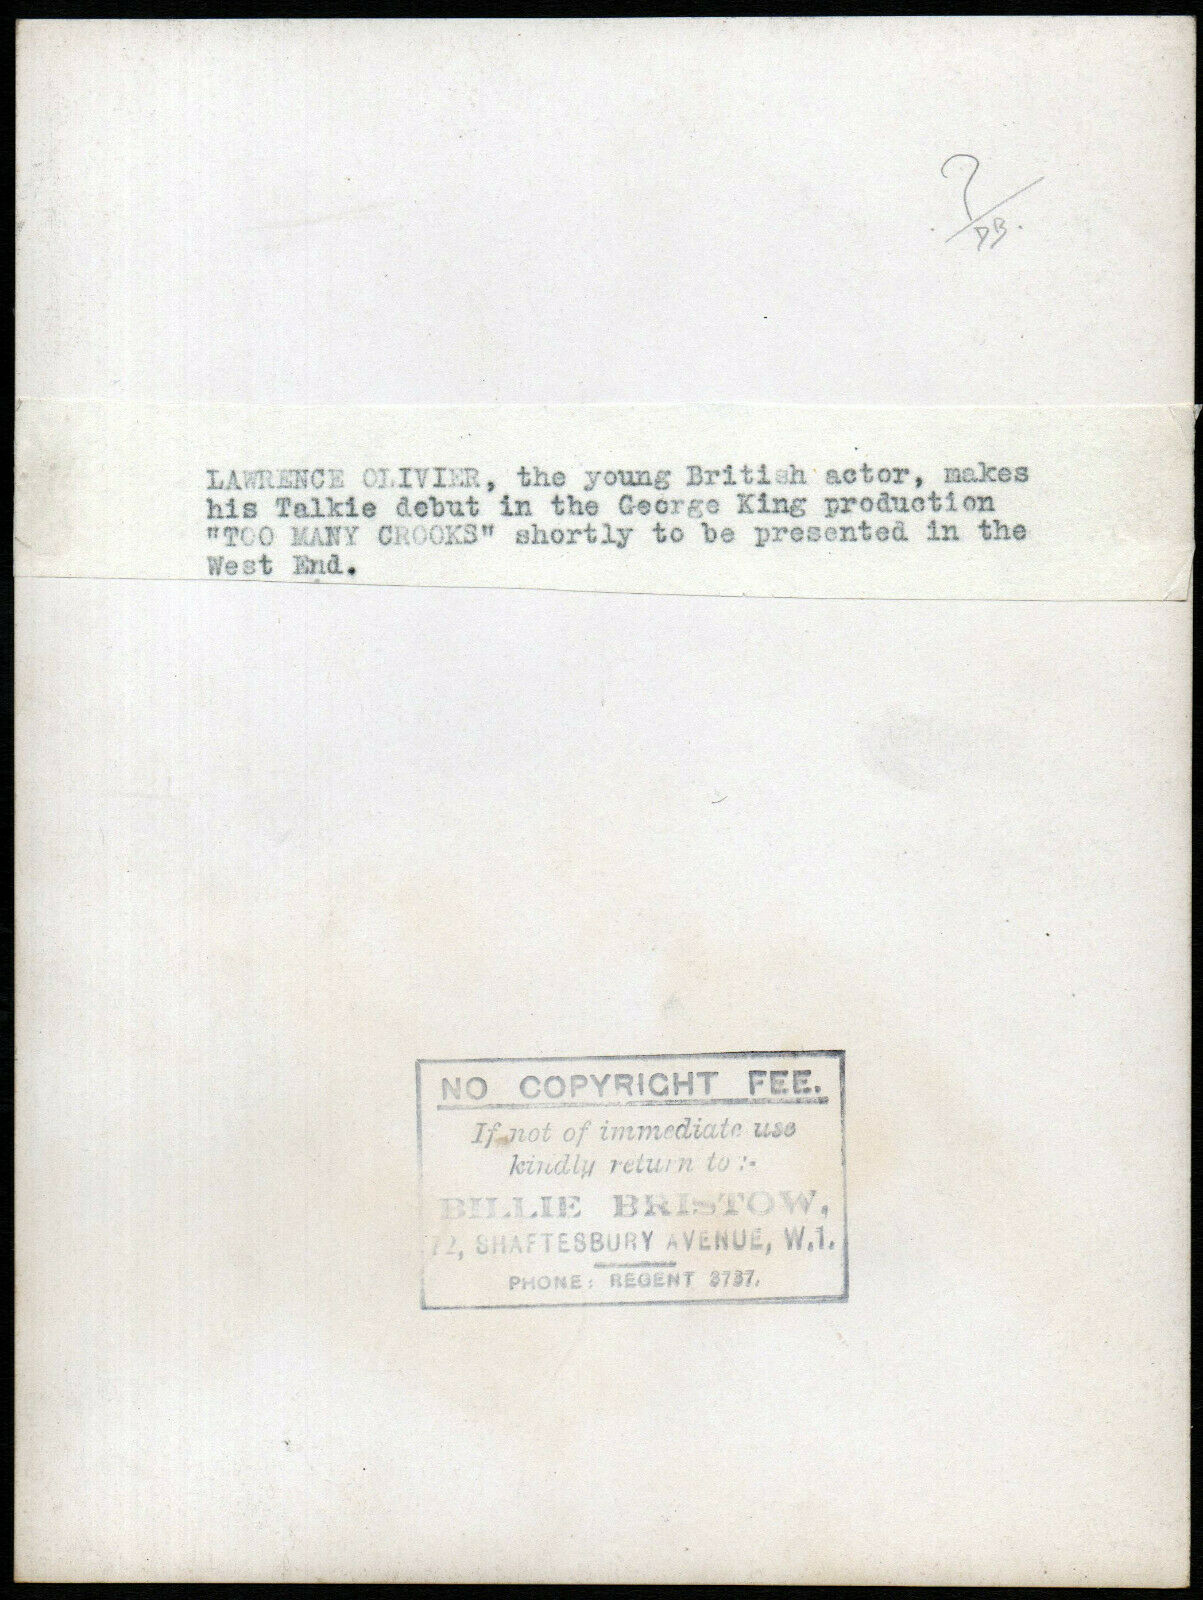 ?/DB.
LAWRENCE OLIVIER, the young British actor, makes
his Talkie debut in the George King production
"TOO MANY CROOKS" shortly to be presented in the
West End.
NO COPYRIGHT FEE.
If not of immediate use
kindly return to :-
BILLIE BRISTOW,
72, SHAFTESBURY AVENUE, W.1.
PHONE: REGENT 3737.